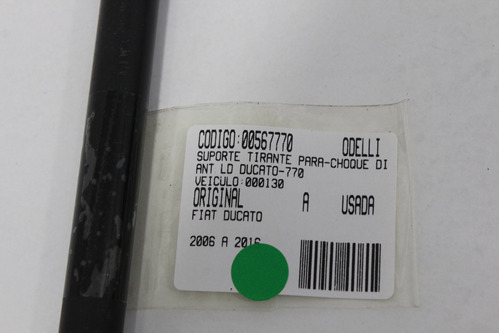 CODIGO:00567770 ODELLI
SUPORTE TIRANTE PARA-CHOQUE DI
ANT LD DUCATO-770
VEICULO:000130
ORIGINAL A USADA
FIAT DUCATO
2006 A 2016